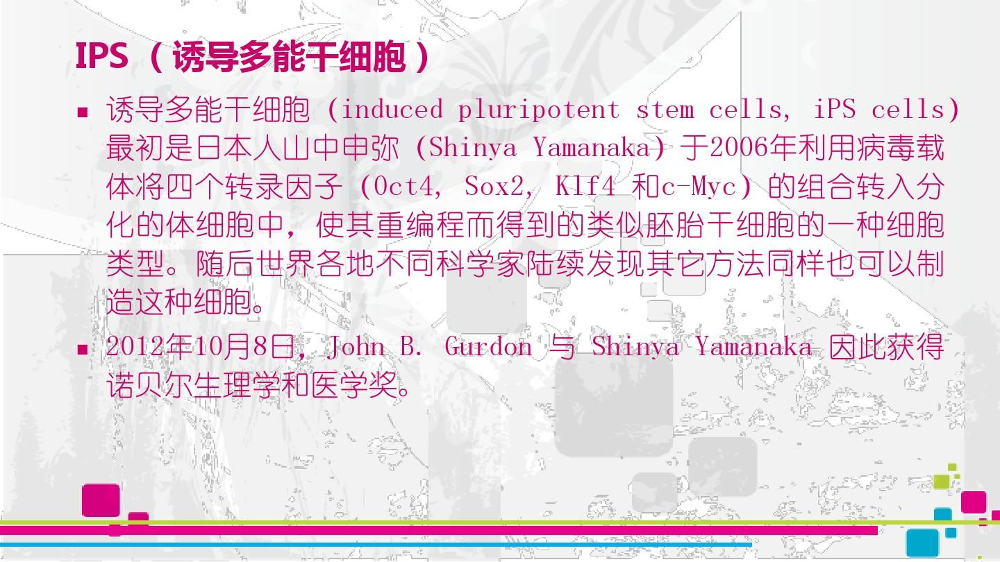 IPS （诱导多能干细胞）
诱导多能干细胞（induced pluripotent stem cells, iPS cells）
最初是日本人山中申弥（Shinya Yamanaka）于2006年利用病毒载
体将四个转录因子（Oct4, Sox2, Klf4 和c-Myc）的组合转入分
化的体细胞中，使其重编程而得到的类似胚胎干细胞的一种细胞
类型。随后世界各地不同科学家陆续发现其它方法同样也可以制
造这种细胞。
2012年10月8日，John B. Gurdon 与 Shinya Yamanaka 因此获得
诺贝尔生理学和医学奖。